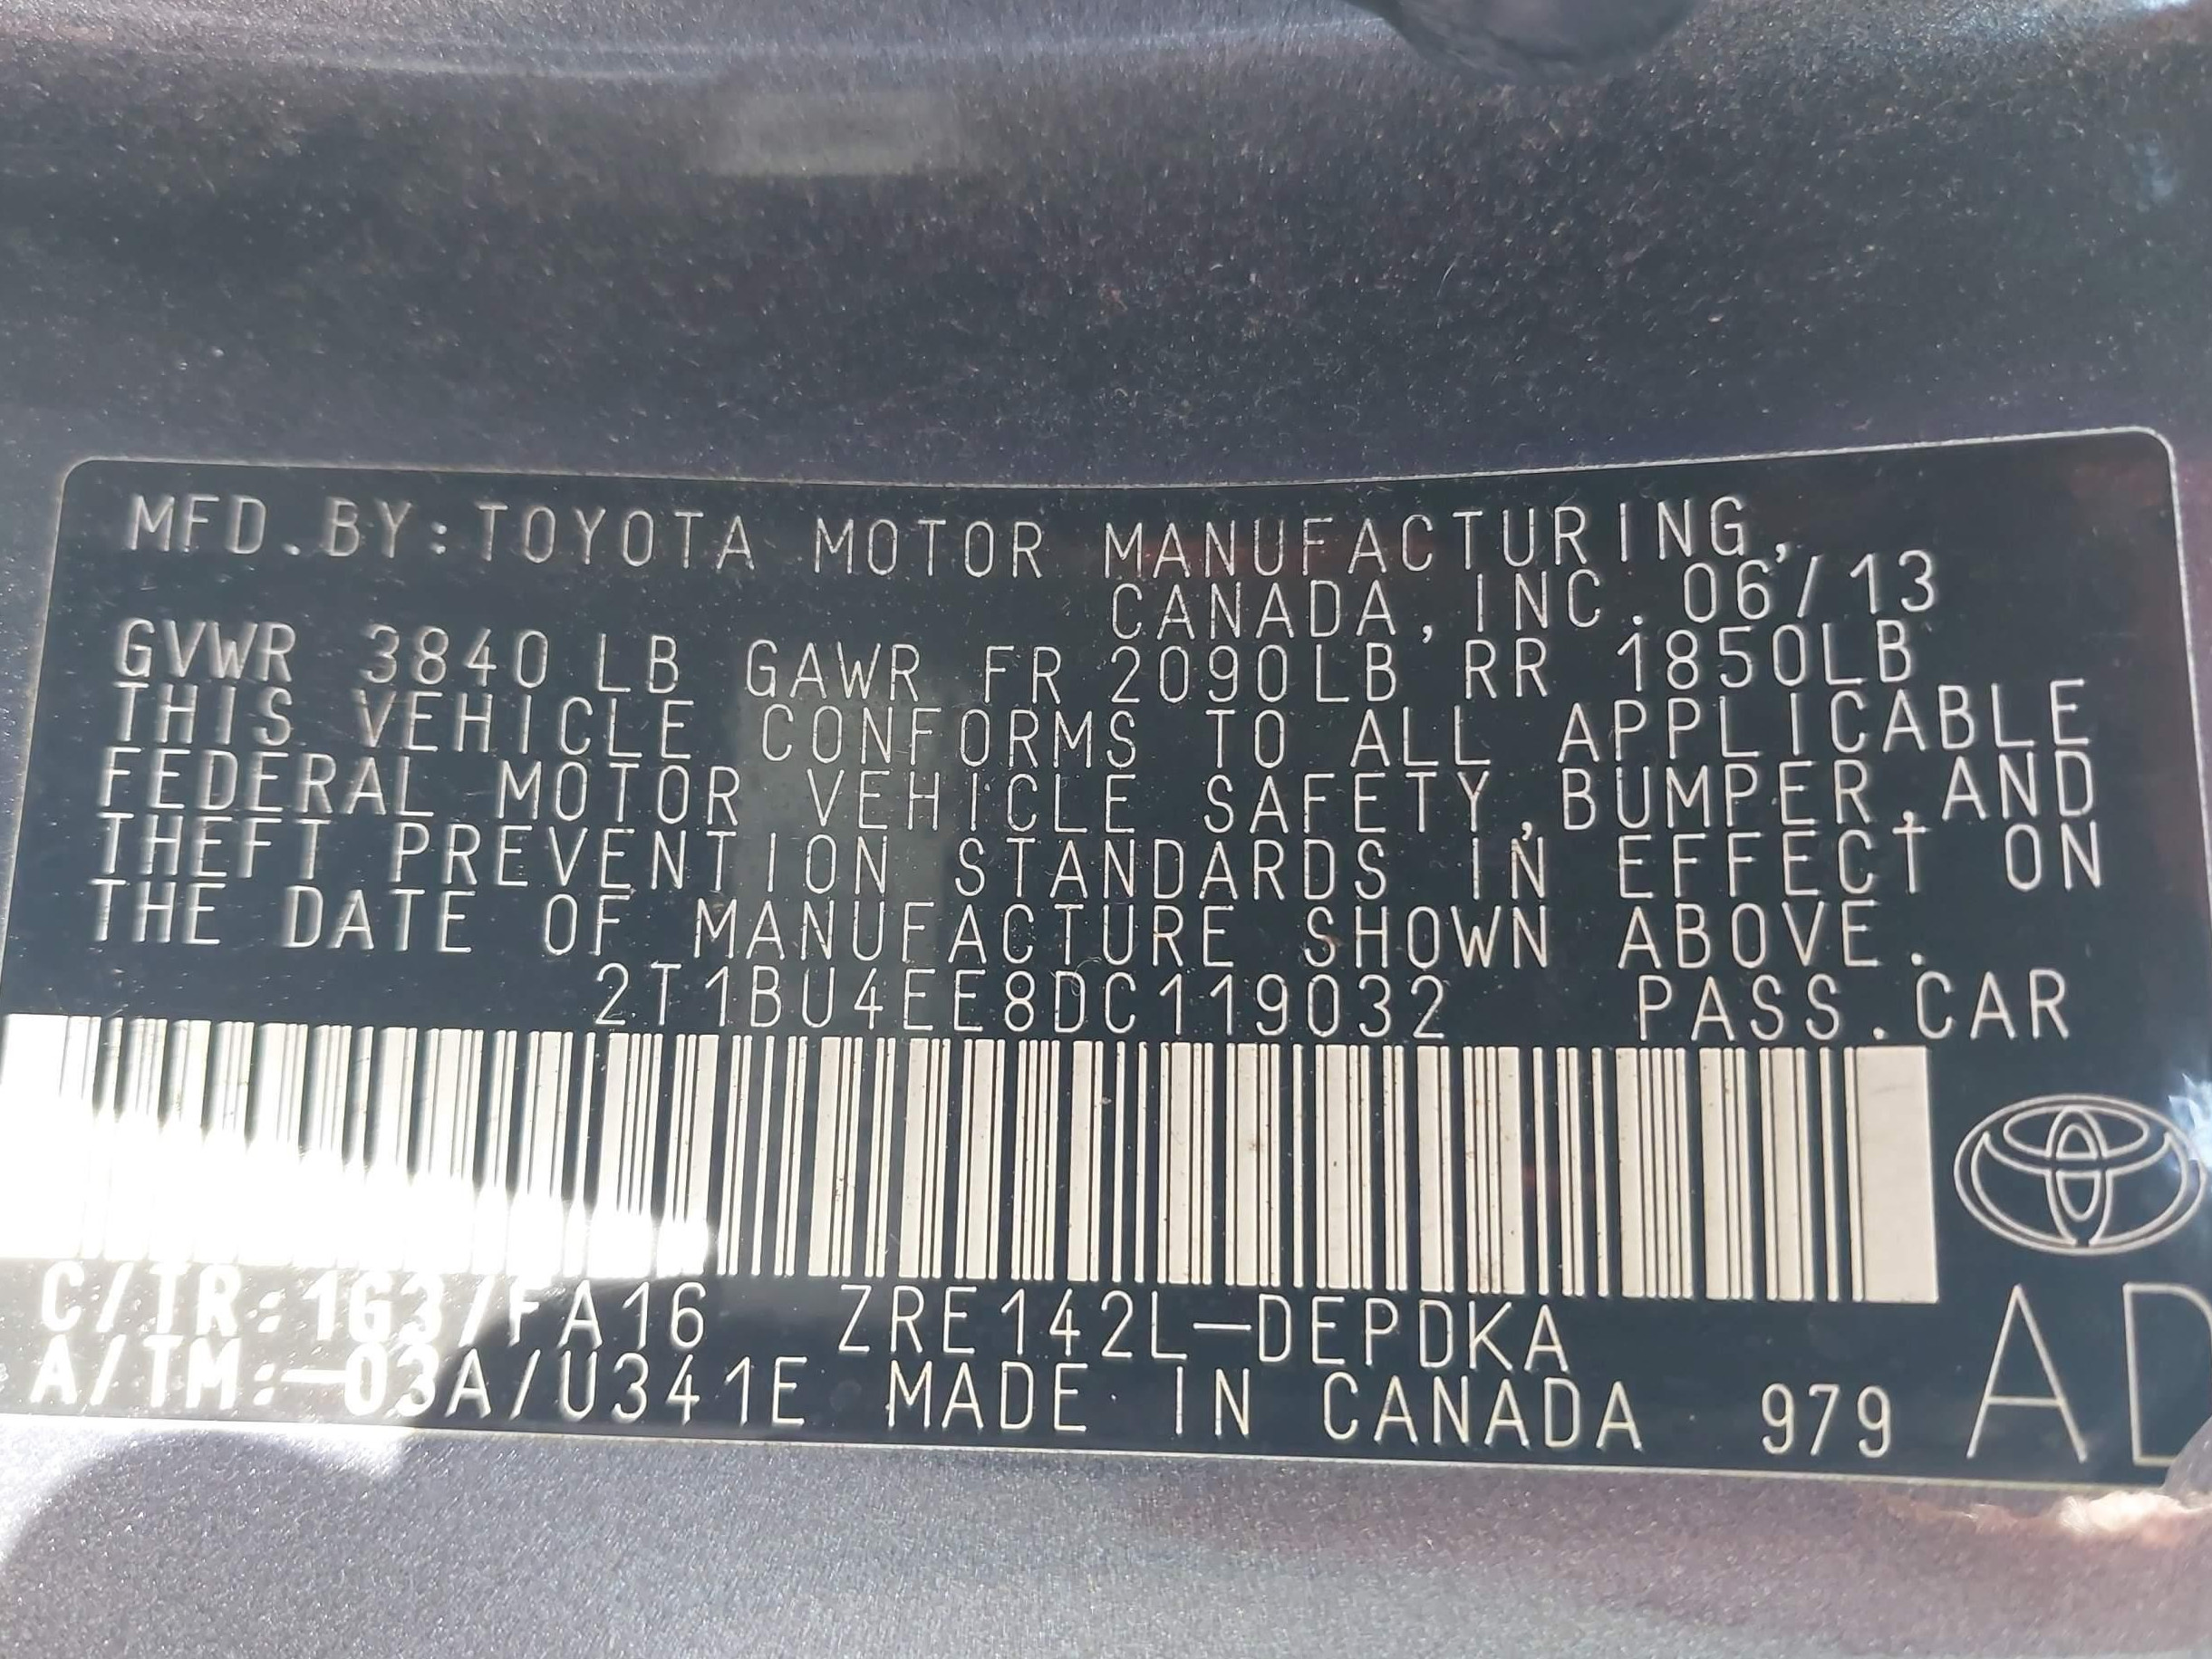 MFD.BY:TOYOTA MOTOR MANUFACTURING,
CANADA, INC. 06/13
GVWR 3840 LB GAWR FR 2090LB RR 1850LB
THIS VEHICLE CONFORMS TO ALL APPLICABLE
FEDERAL MOTOR VEHICLE SAFETY,BUMPER,AND
THEFT PREVENTION STANDARDS IN EFFECT ON
THE DATE OF MANUFACTURE SHOWN ABOVE.
2T1BU4EE8DC119032 PASS.CAR
C/TR:1G3/FA16 ZRE142L-DEPDKA
A/TM:-03A/U341E MADE IN CANADA 979
AD